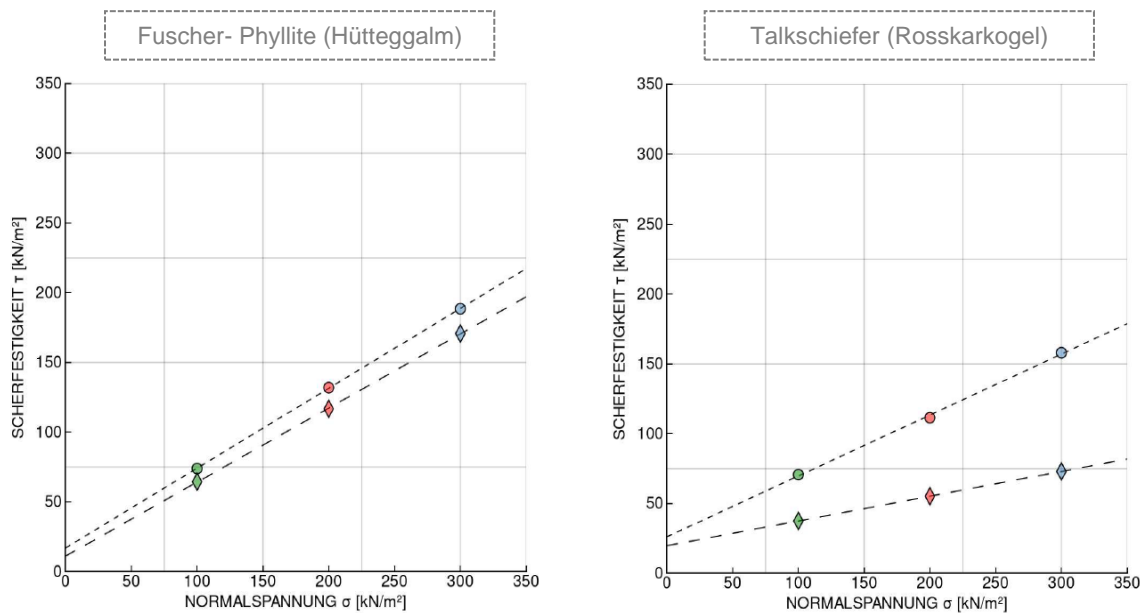 Fuscher- Phyllite (Hütteggalm)
350
300
250
200
150
100
50
0
SCHERFESTIGKEIT τ [kN/m²]
0 50 100 150 200 250 300 350
NORMALSPANNUNG σ [kN/m²]
Talkschiefer (Rosskarkogel)
350
300
250
200
150
100
50
0
SCHERFESTIGKEIT τ [kN/m²]
0 50 100 150 200 250 300 350
NORMALSPANNUNG σ [kN/m²]